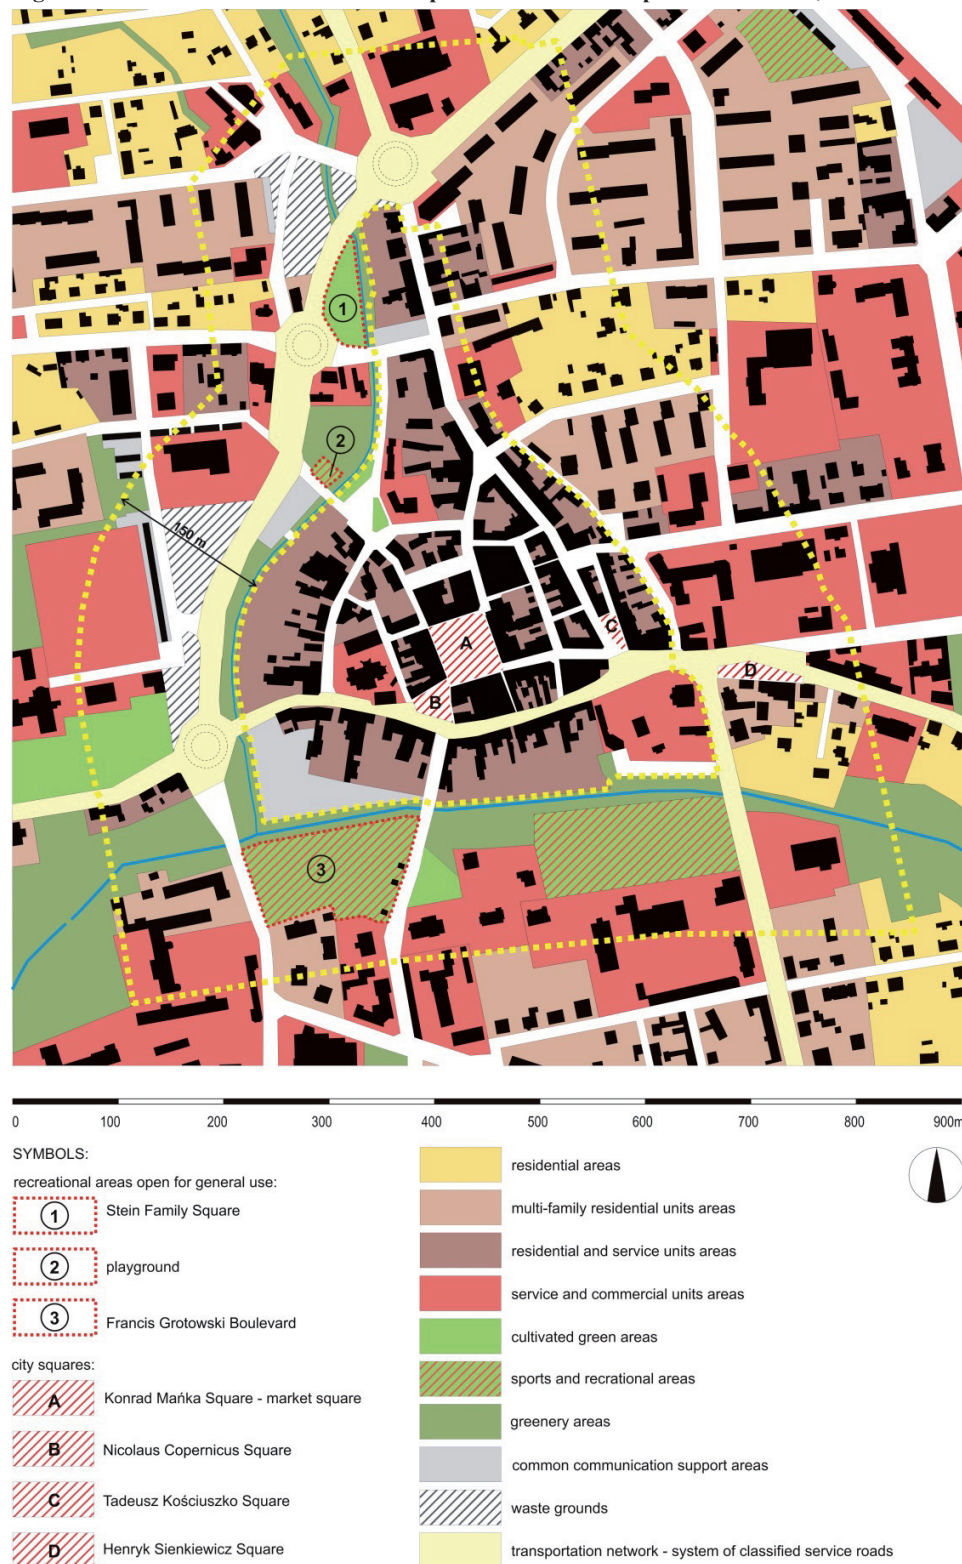 1
2
150 m
A
B
C
D
3
0 100 200 300 400 500 600 700 800 900m
SYMBOLS:
recreational areas open for general use:
1 Stein Family Square
2 playground
3 Francis Grotowski Boulevard
city squares:
A Konrad Mańka Square - market square
B Nicolaus Copernicus Square
C Tadeusz Kościuszko Square
D Henryk Sienkiewicz Square
residential areas
multi-family residential units areas
residential and service units areas
service and commercial units areas
cultivated green areas
sports and recrational areas
greenery areas
common communication support areas
waste grounds
transportation network - system of classified service roads